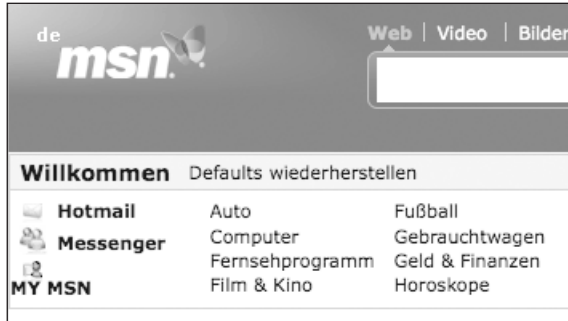 de
msn.
Web | Video | Bilder
Willkommen Defaults wiederherstellen
Hotmail
Messenger
MY MSN
Auto
Computer
Fernsehprogramm
Film & Kino
Fußball
Gebrauchtwagen
Geld & Finanzen
Horoskope